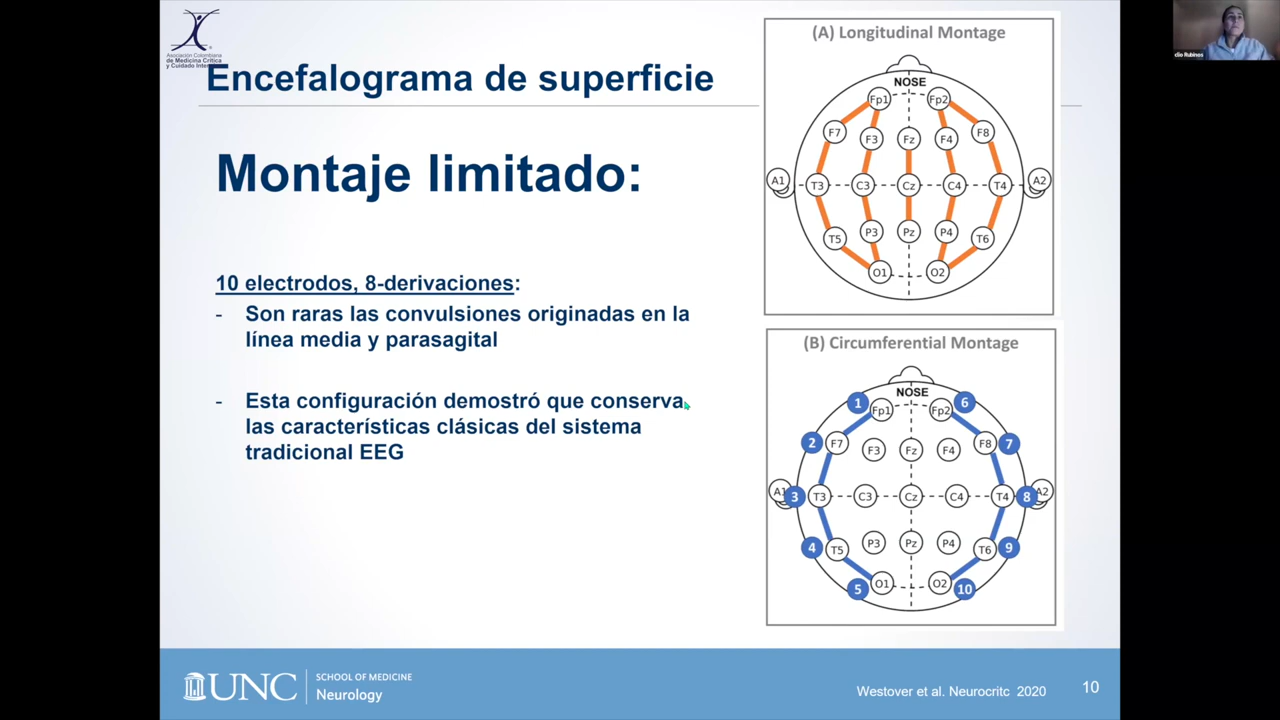 Asociación Colombiana
de Medicina Crítica
Encefalograma de superficie
Montaje limitado:
10 electrodos, 8-derivaciones:
- Son raras las convulsiones originadas en la
línea media y parasagital
- Esta configuración demostró que conserva
las características clásicas del sistema
tradicional EEG
(A) Longitudinal Montage
NOSE
Fp1 Fp2
F7 F3 Fz F4 F8
A1 T3 C3 Cz C4 T4 A2
T5 P3 Pz P4 T6
O1 O2
(B) Circumferential Montage
NOSE
1 Fp1 Fp2 6
2 F7 F3 Fz F4 F8 7
A1 3 T3 C3 Cz C4 T4 8 A2
4 T5 P3 Pz P4 T6 9
5 O1 O2 10
UNC
SCHOOL OF MEDICINE
Neurology
Westover et al. Neurocritc 2020
10
clio Rubinos